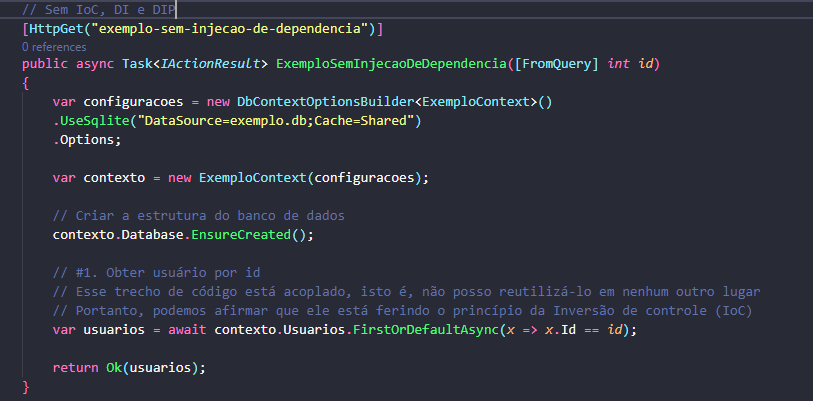 // Sem IoC, DI e DIP
[HttpGet("exemplo-sem-injecao-de-dependencia")]
0 references
public async Task<IActionResult> ExemploSemInjecaoDeDependencia([FromQuery] int id)
{
var configuracoes = new DbContextOptionsBuilder<ExemploContext>()
.UseSqlite("DataSource=exemplo.db;Cache=Shared")
.Options;
var contexto = new ExemploContext(configuracoes);
// Criar a estrutura do banco de dados
contexto.Database.EnsureCreated();
// #1. Obter usuário por id
// Esse trecho de código está acoplado, isto é, não posso reutilizá-lo em nenhum outro lugar
// Portanto, podemos afirmar que ele está ferindo o princípio da Inversão de controle (IoC)
var usuarios = await contexto.Usuarios.FirstOrDefaultAsync(x => x.Id == id);
return Ok(usuarios);
}